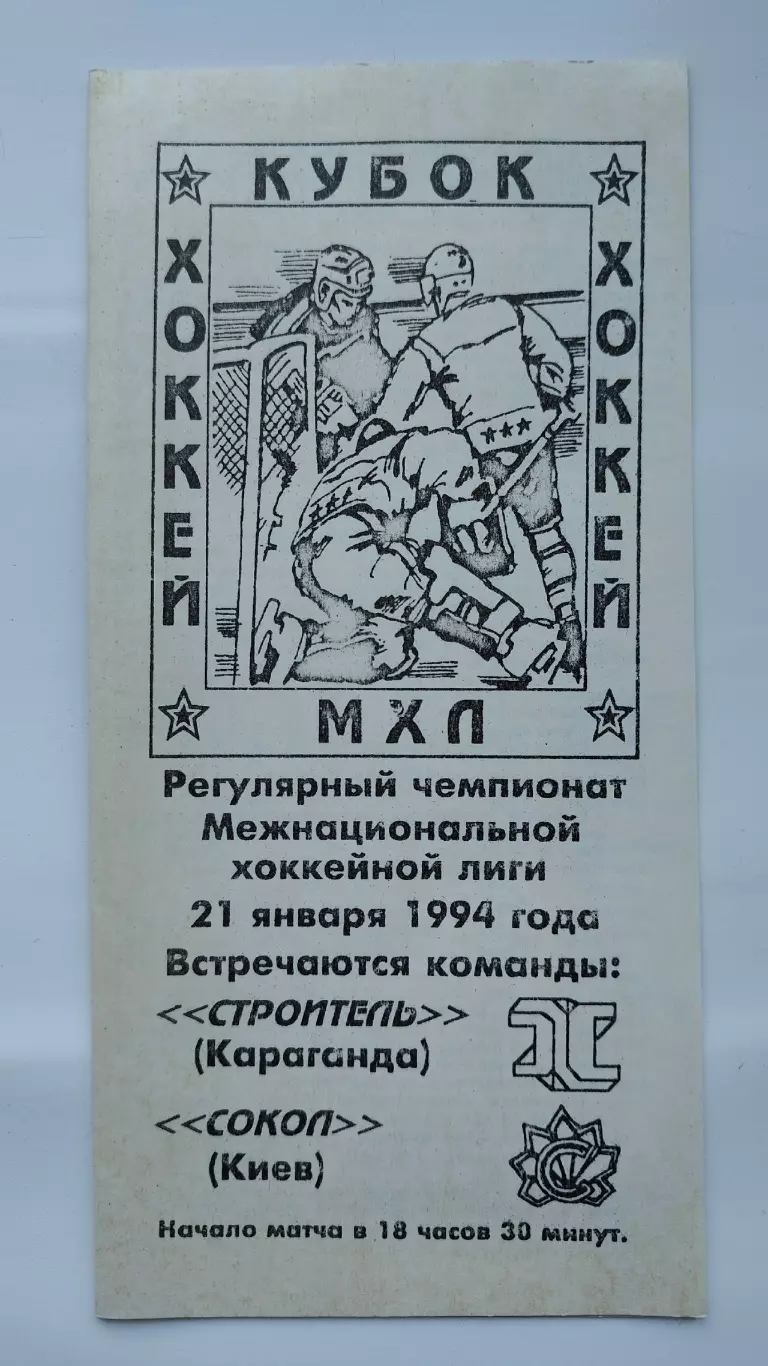 КУБОК
ХОККЕЙ
ХОККЕЙ
МХЛ
Регулярный чемпионат
Межнациональной
хоккейной лиги
21 января 1994 года
Встречаются команды:
<<СТРОИТЕЛЬ>>
(Караганда)
<<СОКОЛ>>
(Киев)
Начало матча в 18 часов 30 минут.